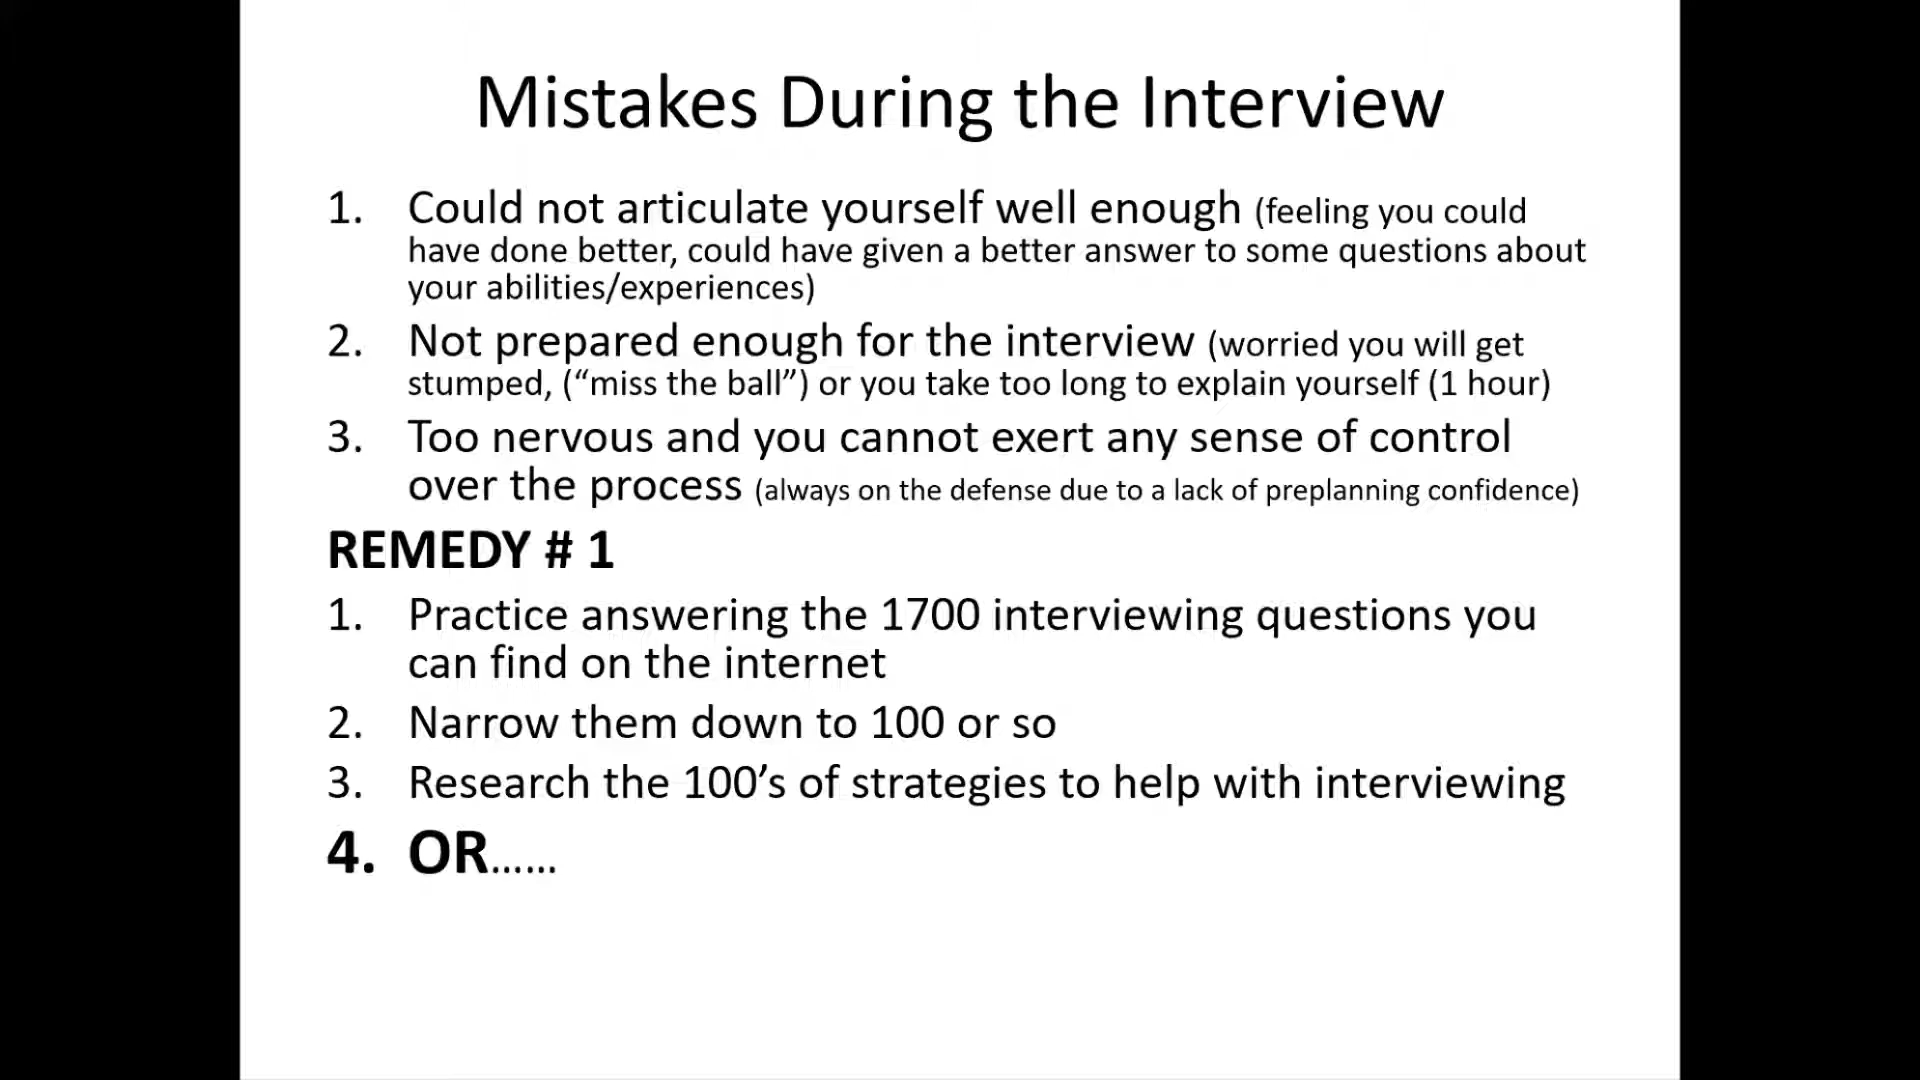 Mistakes During the Interview
1. Could not articulate yourself well enough (feeling you could
have done better, could have given a better answer to some questions about
your abilities/experiences)
2. Not prepared enough for the interview (worried you will get
stumped, (“miss the ball”) or you take too long to explain yourself (1 hour)
3. Too nervous and you cannot exert any sense of control
over the process (always on the defense due to a lack of preplanning confidence)
REMEDY # 1
1. Practice answering the 1700 interviewing questions you
can find on the internet
2. Narrow them down to 100 or so
3. Research the 100’s of strategies to help with interviewing
4. OR……